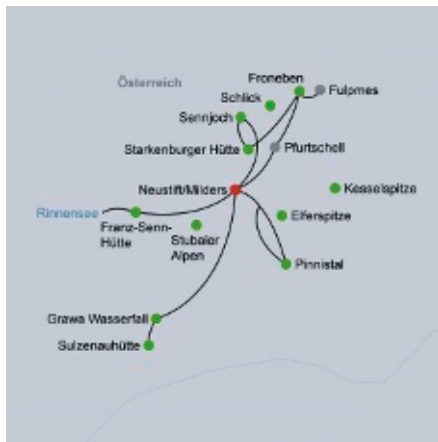 Froneben
Österreich
Fulpmes
Schlick
Sennjoch
Starkenburger Hütte
Pfurtschell
Neustift/Milders
Kesselspitze
Rinnensee
Franz-Senn-
Hütte
Elferspitze
Stubaier
Alpen
Pinnistal
Grawa Wasserfall
Sulzenauhütte